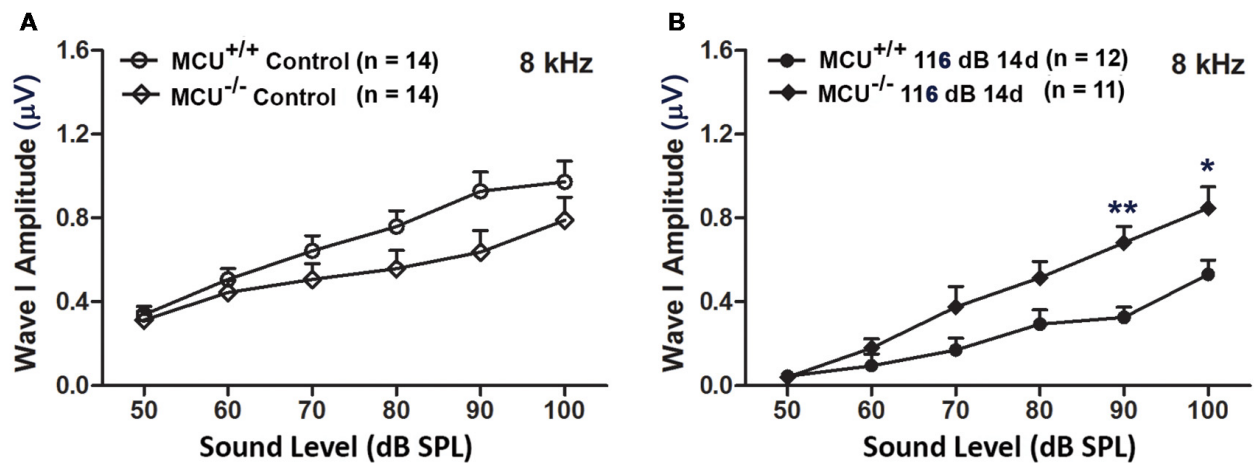 A
1.6
1.2
0.8
0.4
0.0
Wave I Amplitude (µV)
MCU+/+ Control (n = 14)
MCU-/- Control (n = 14)
8 kHz
50 60 70 80 90 100
Sound Level (dB SPL)
B
1.6
1.2
0.8
0.4
0.0
Wave I Amplitude (µV)
MCU+/+ 116 dB 14d (n = 12)
MCU-/- 116 dB 14d (n = 11)
8 kHz
*
**
50 60 70 80 90 100
Sound Level (dB SPL)